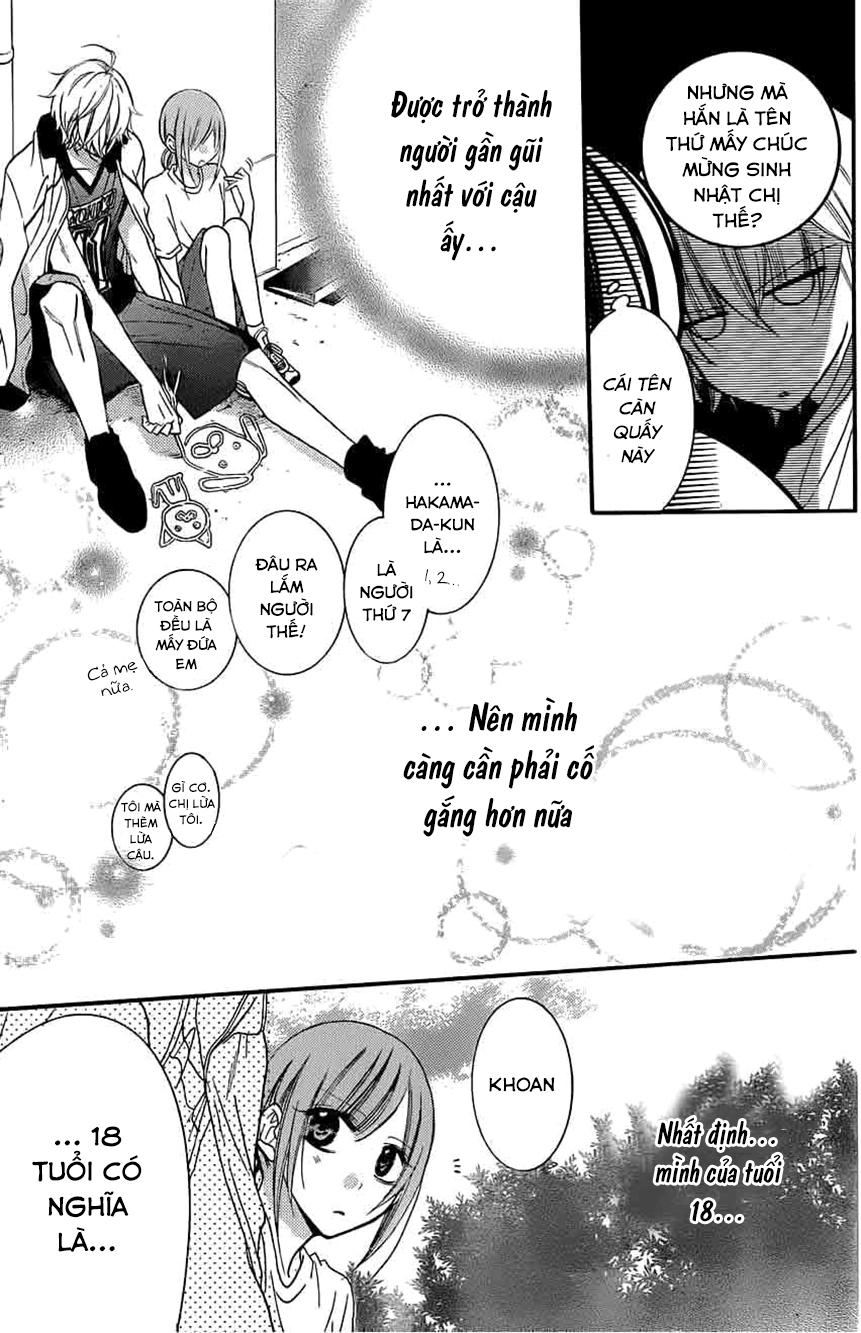 NHƯNG MÀ
HẮN LÀ TÊN
THỨ MẤY CHÚC
MỪNG SINH
NHẬT CHỊ
THẾ?
CÁI TÊN
CÀN
QUẤY
NÀY
Được trở thành
người gần gũi
nhất với cậu
ấy...
11
...
HAKAMA-
DA-KUN
LÀ...
1, 2...
LÀ
NGƯỜI
THỨ 7
ĐÂU RA
LẮM
NGƯỜI
THẾ!
TOÀN BỘ
ĐỀU LÀ
MẤY ĐỨA
EM
Cả mẹ
nữa.
... Nên mình
càng cần phải cố
gắng hơn nữa
GÌ CƠ.
CHỊ LỪA
TÔI.
TÔI MÀ
THÈM
LỪA
CẬU.
Nhất định...
mình của tuổi
18...
KHOAN
... 18
TUỔI CÓ
NGHĨA
LÀ...